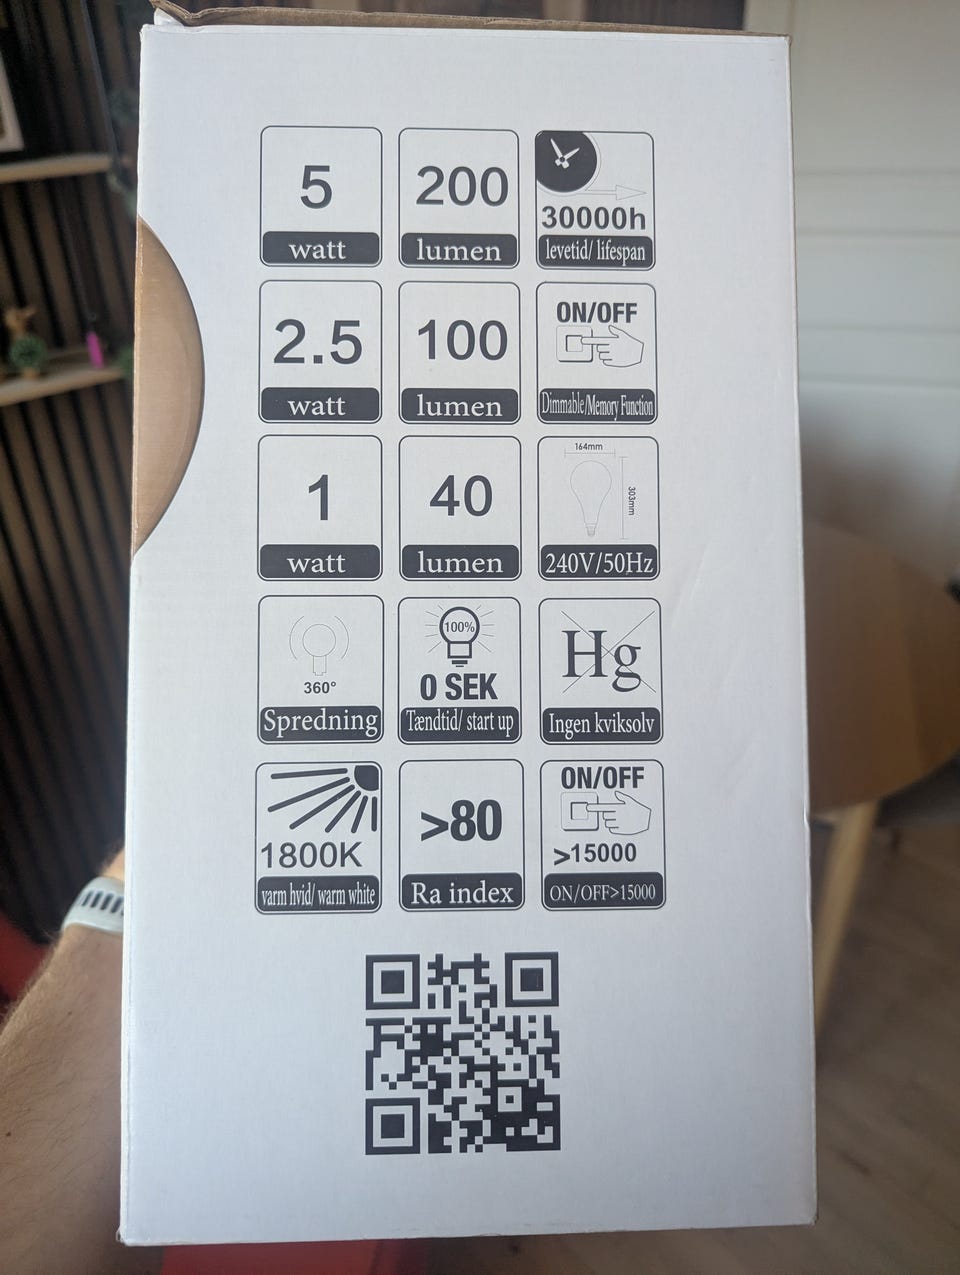 5
watt
200
lumen
30000h
levetid/ lifespan
2.5
watt
100
lumen
ON/OFF
Dimmable/Memory Function
1
watt
40
lumen
164mm
303mm
240V/50Hz
360°
Spredning
100%
0 SEK
Tændtid/ start up
Hg
Ingen kviksolv
1800K
varm hvid/ warm white
>80
Ra index
ON/OFF
>15000
ON/OFF>15000